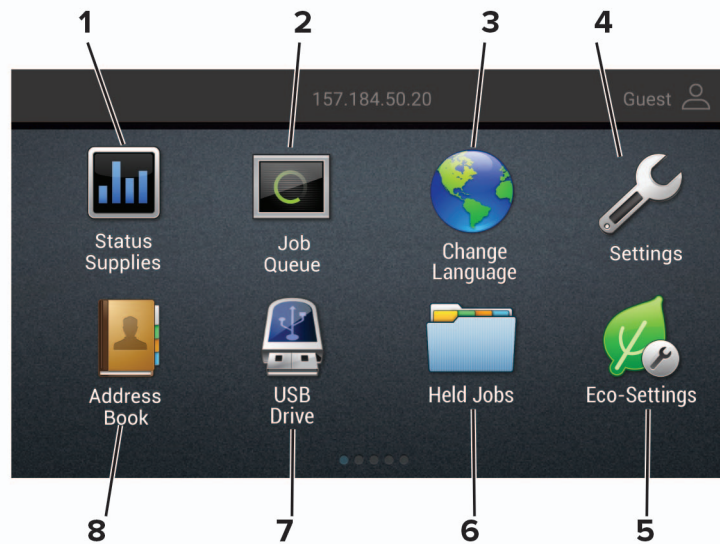 1 2 3 4
157.184.50.20 Guest
Status
Supplies
Job
Queue
Change
Language
Settings
Address
Book
USB
Drive
Held Jobs
Eco-Settings
8 7 6 5